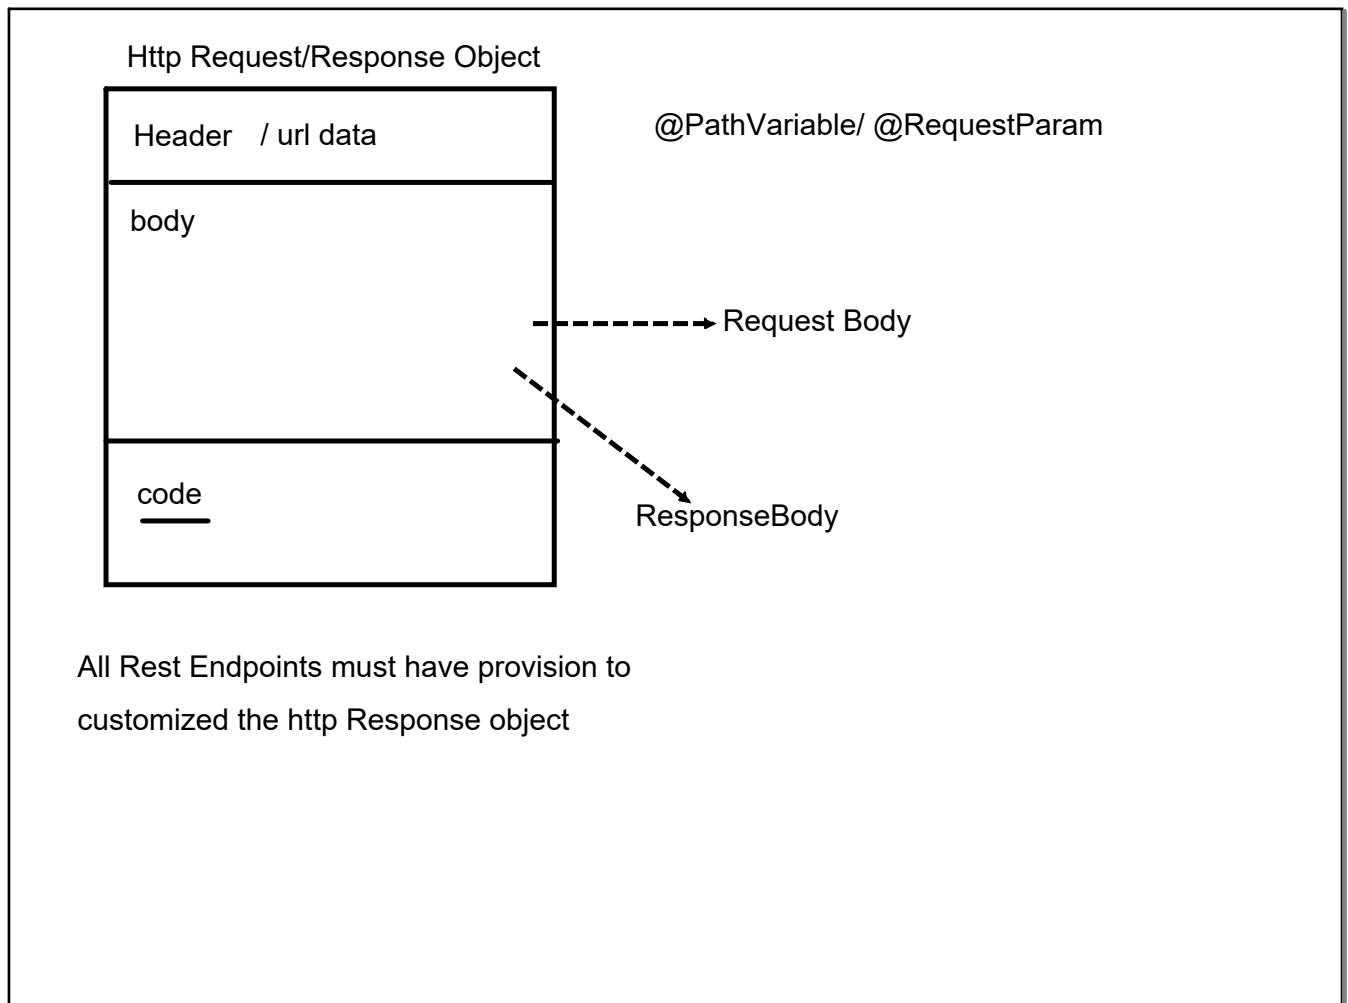 Http Request/Response Object
Header / url data
@PathVariable/ @RequestParam
body
Request Body
code
ResponseBody
All Rest Endpoints must have provision to
customized the http Response object